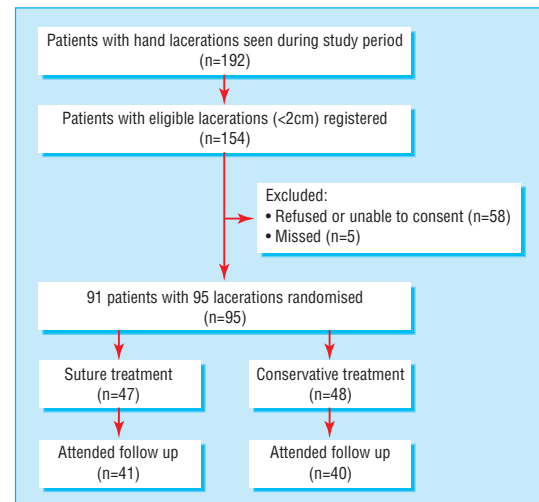 Patients with hand lacerations seen during study period
(n=192)
Patients with eligible lacerations (<2cm) registered
(n=154)
Excluded:
• Refused or unable to consent (n=58)
• Missed (n=5)
91 patients with 95 lacerations randomised
(n=95)
Suture treatment
(n=47)
Conservative treatment
(n=48)
Attended follow up
(n=41)
Attended follow up
(n=40)